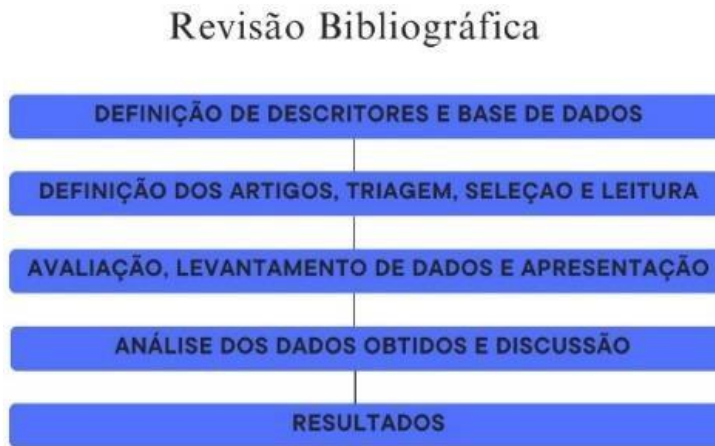 Revisão Bibliográfica
DEFINIÇÃO DE DESCRITORES E BASE DE DADOS
DEFINIÇÃO DOS ARTIGOS, TRIAGEM, SELEÇAO E LEITURA
AVALIAÇÃO, LEVANTAMENTO DE DADOS E APRESENTAÇÃO
ANÁLISE DOS DADOS OBTIDOS E DISCUSSÃO
RESULTADOS